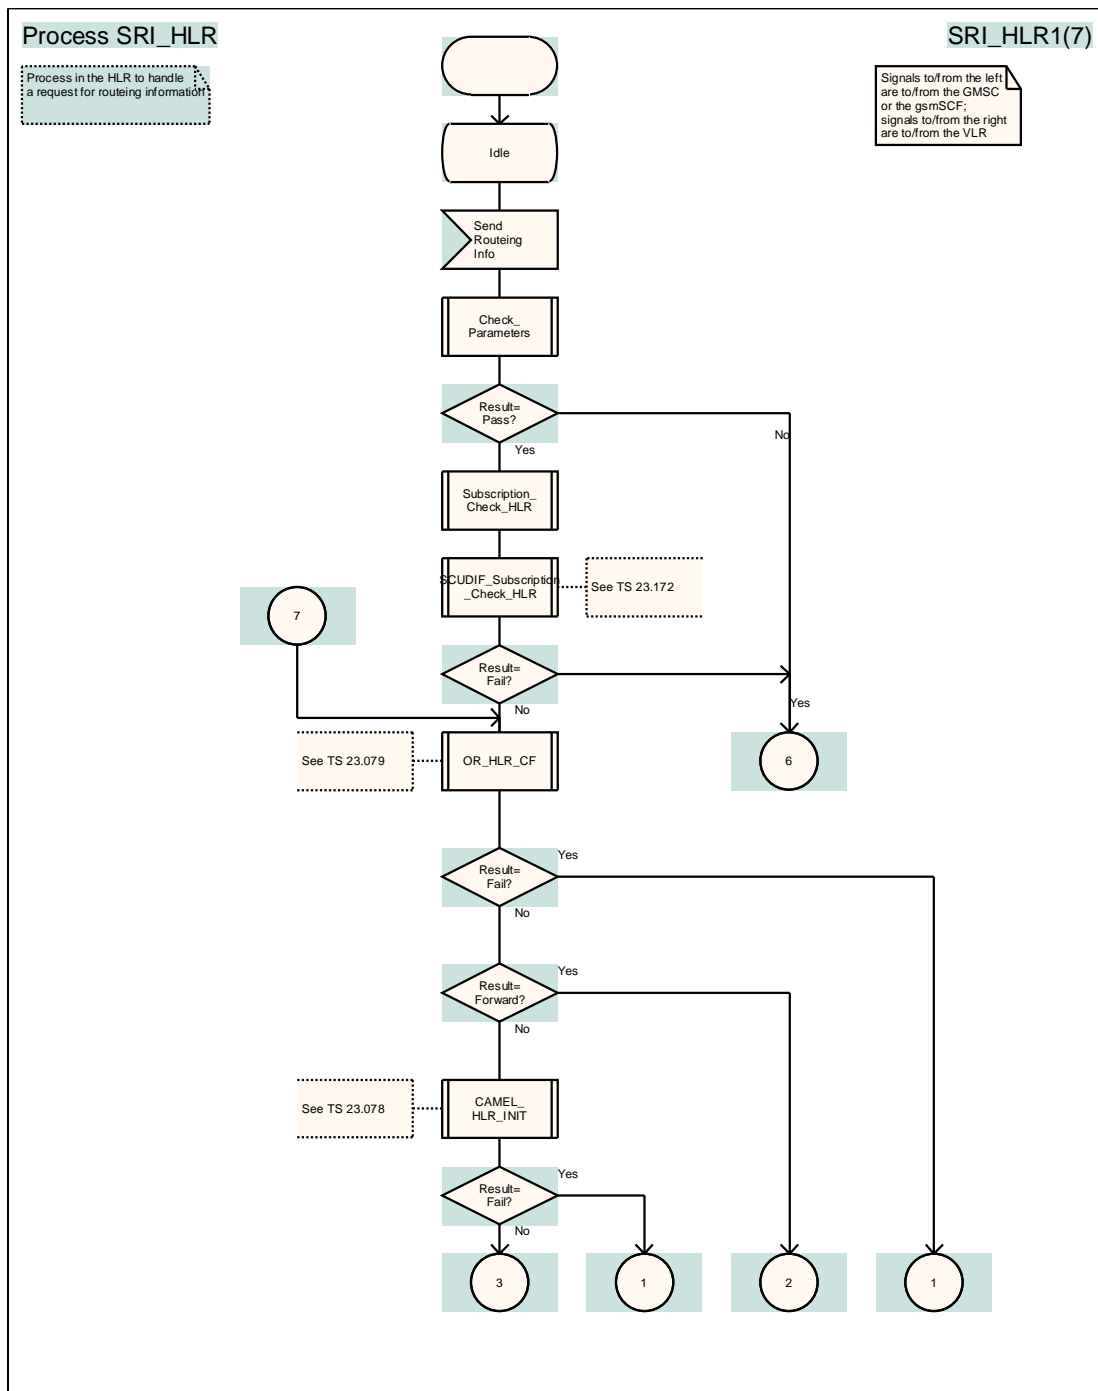 Process SRI_HLR
SRI_HLR1(7)
Process in the HLR to handle
a request for routeing information
Signals to/from the left
are to/from the GMSC
or the gsmSCF;
signals to/from the right
are to/from the VLR
Idle
Send
Routeing
Info
Check_
Parameters
Result=
Pass?
No
Yes
Subscription_
Check_HLR
SCUDIF_Subscription
_Check_HLR
See TS 23.172
7
Result=
Fail?
Yes
No
See TS 23.079
OR_HLR_CF
6
Result=
Fail?
Yes
No
Result=
Forward?
Yes
No
See TS 23.078
CAMEL_
HLR_INIT
Result=
Fail?
Yes
No
3
1
2
1